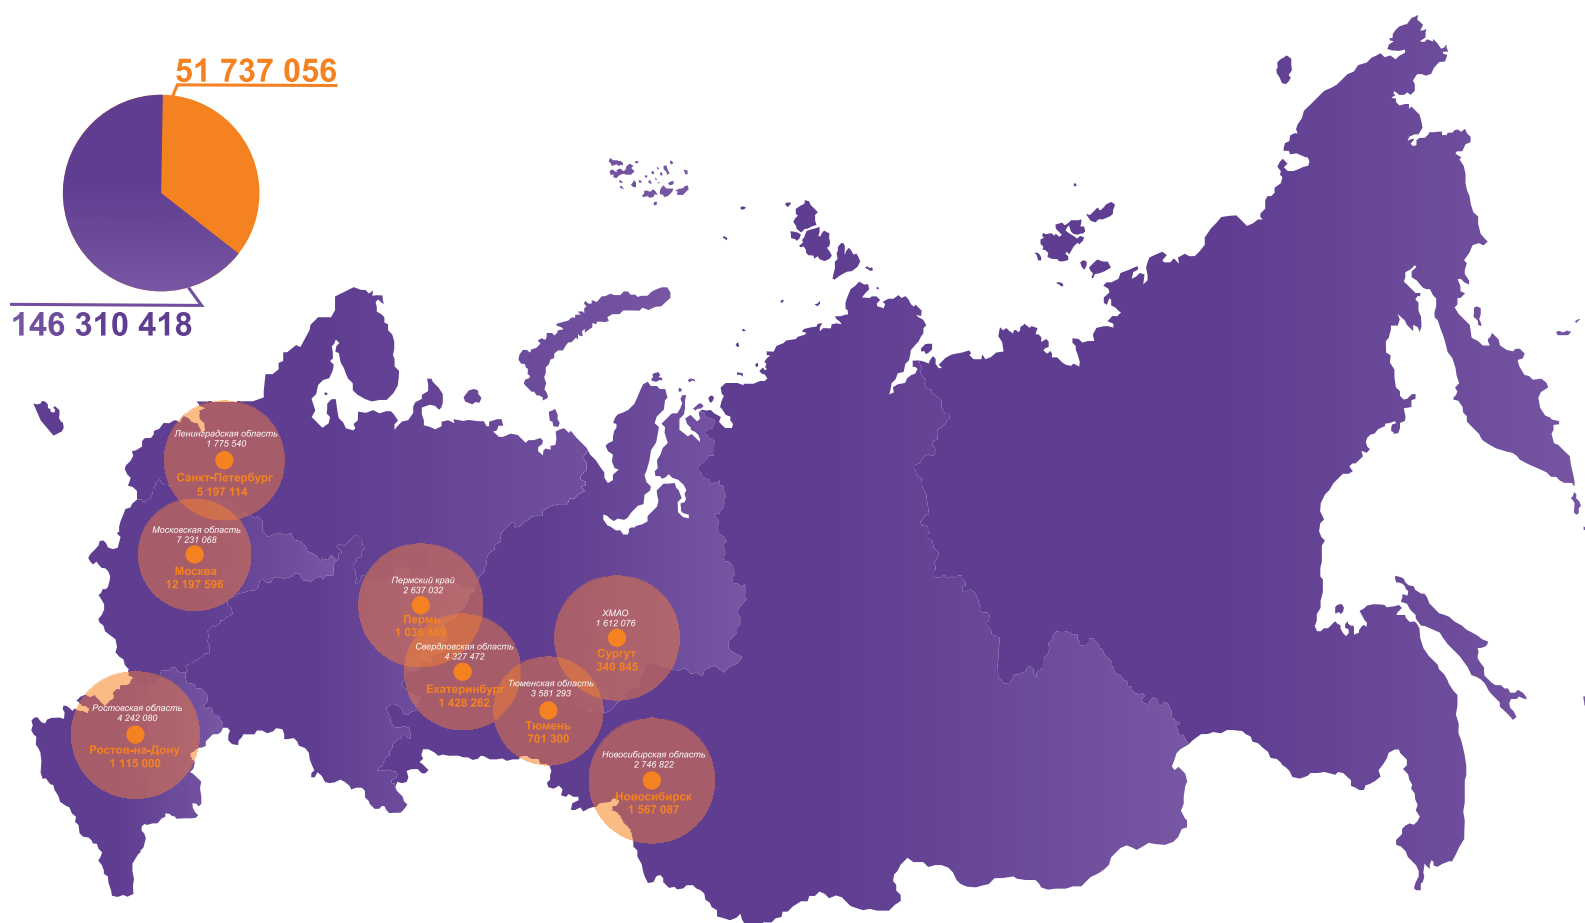 51 737 056
146 310 418
Ленинградская область
1 775 540
Санкт-Петербург
5 197 114
Московская область
7 231 068
Москва
12 197 596
Пермский край
2 637 032
Пермь
1 036 469
Свердловская область
4 327 472
Екатеринбург
1 428 262
ХМАО
1 612 076
Сургут
340 845
Тюменская область
3 581 293
Тюмень
701 300
Ростовская область
4 242 080
Ростов-на-Дону
1 115 000
Новосибирская область
2 746 822
Новосибирск
1 567 087